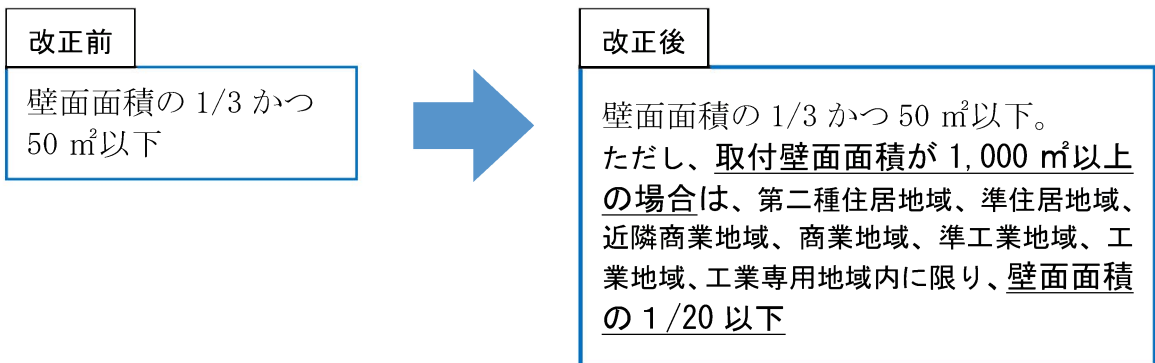 改正前
壁面面積の 1/3 かつ
50 ㎡以下
改正後
壁面面積の 1/3 かつ 50 ㎡以下。
ただし、取付壁面面積が 1,000 ㎡以上
の場合は、第二種住居地域、準住居地域、
近隣商業地域、商業地域、準工業地域、工
業地域、工業専用地域内に限り、壁面面積
の 1/20 以下